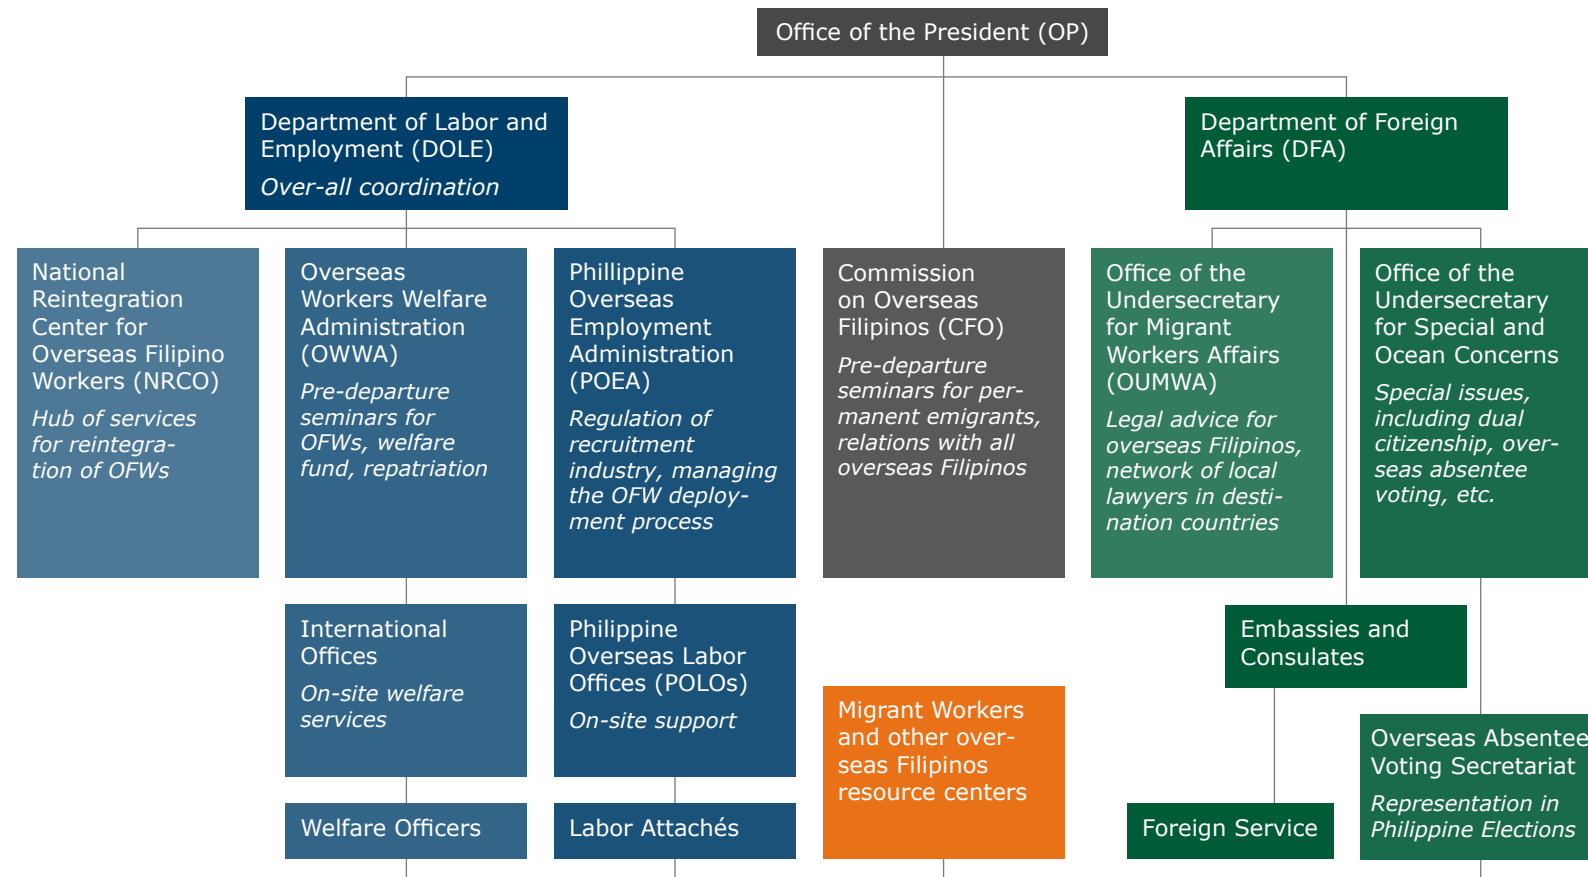 Office of the President (OP)
Department of Labor and
Employment (DOLE)
Over-all coordination
Department of Foreign
Affairs (DFA)
National
Reintegration
Center for
Overseas Filipino
Workers (NRCO)
Hub of services
for reintegra-
tion of OFWs
Overseas
Workers Welfare
Administration
(OWWA)
Pre-departure
seminars for
OFWs, welfare
fund, repatriation
Phillippine
Overseas
Employment
Administration
(POEA)
Regulation of
recruitment
industry, managing
the OFW deploy-
ment process
Commission
on Overseas
Filipinos (CFO)
Pre-departure
seminars for per-
manent emigrants,
relations with all
overseas Filipinos
Office of the
Undersecretary
for Migrant
Workers Affairs
(OUMWA)
Legal advice for
overseas Filipinos,
network of local
lawyers in desti-
nation countries
Office of the
Undersecretary
for Special and
Ocean Concerns
Special issues,
including dual
citizenship, over-
seas absentee
voting, etc.
International
Offices
On-site welfare
services
Philippine
Overseas Labor
Offices (POLOs)
On-site support
Migrant Workers
and other over-
seas Filipinos
resource centers
Embassies and
Consulates
Overseas Absentee
Voting Secretariat
Representation in
Philippine Elections
Welfare Officers
Labor Attachés
Foreign Service